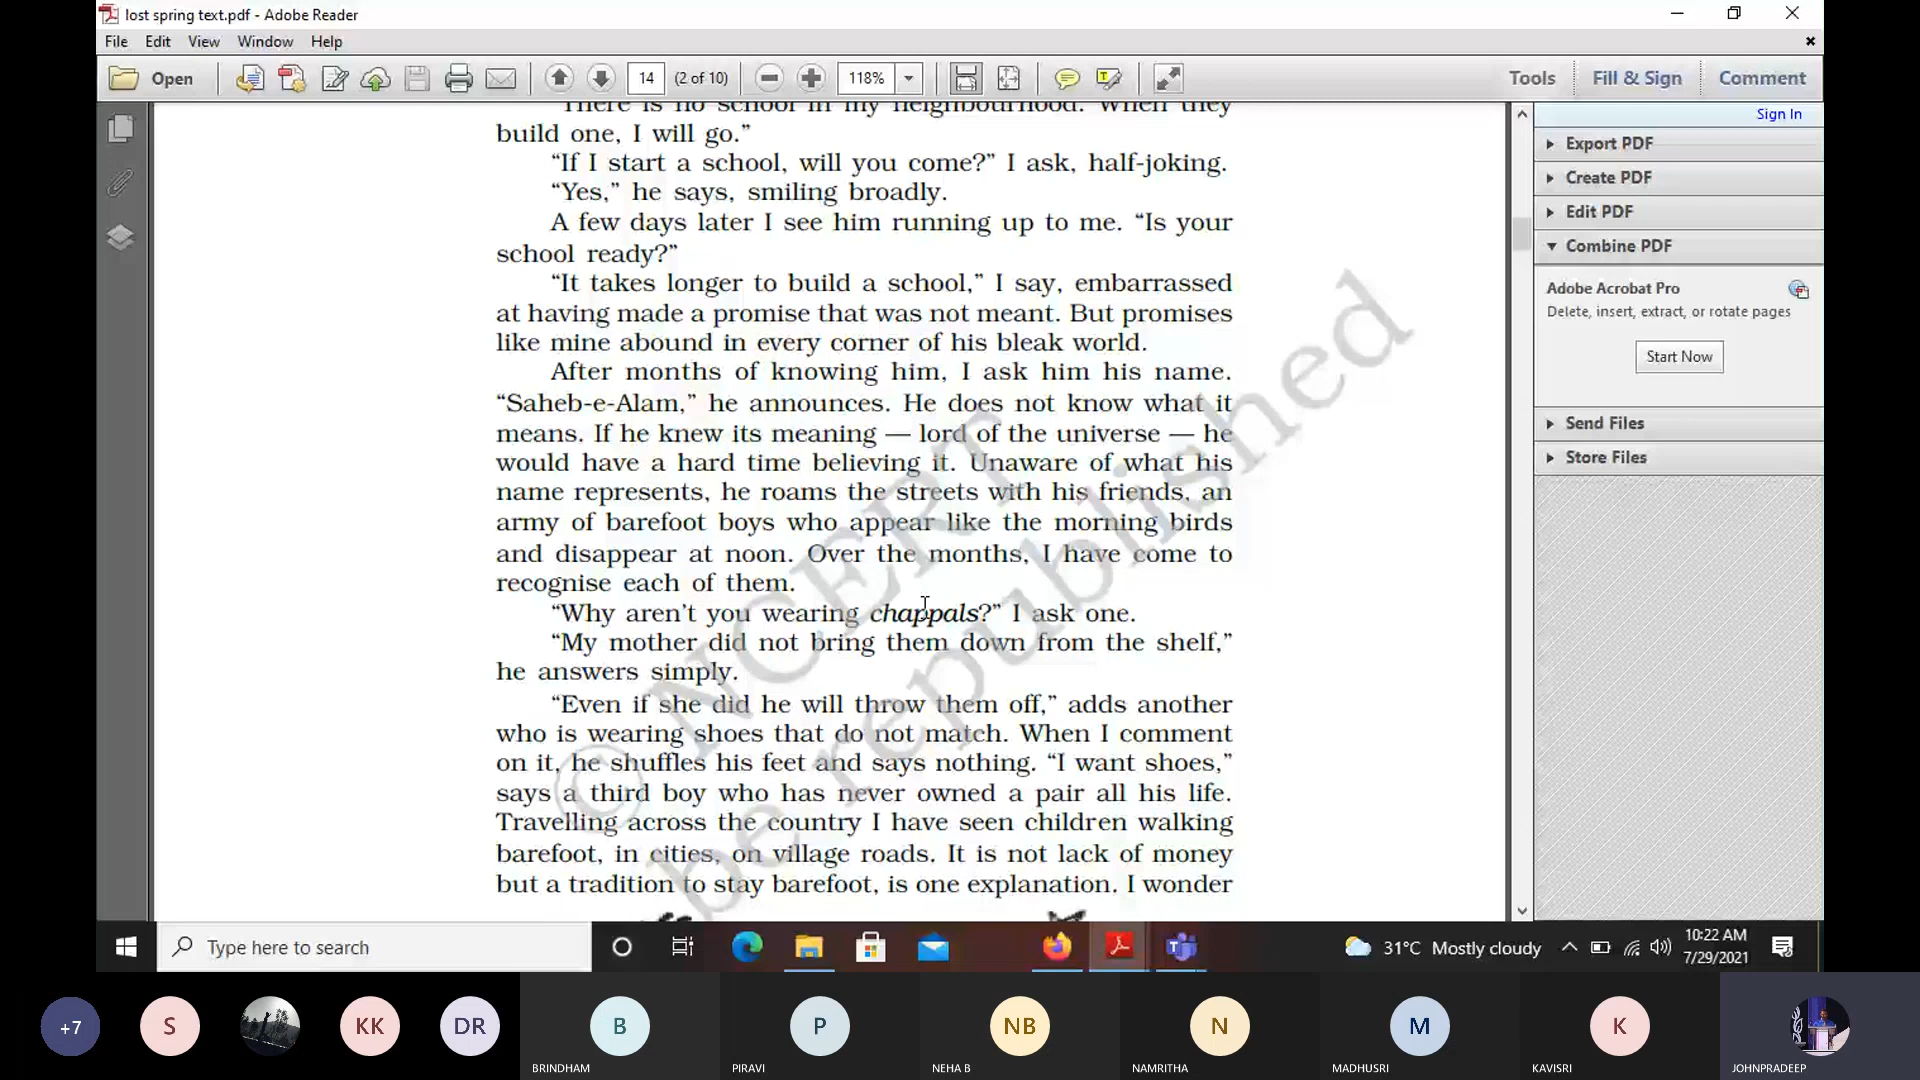 lost spring text.pdf - Adobe Reader
File Edit View Window Help
Open 14 (2 of 10) 118% Tools Fill & Sign Comment
"There is no school in my neighbourhood. When they
build one, I will go."
"If I start a school, will you come?" I ask, half-joking.
"Yes," he says, smiling broadly.
A few days later I see him running up to me. "Is your
school ready?"
"It takes longer to build a school," I say, embarrassed
at having made a promise that was not meant. But promises
like mine abound in every corner of his bleak world.
After months of knowing him, I ask him his name.
"Saheb-e-Alam," he announces. He does not know what it
means. If he knew its meaning — lord of the universe — he
would have a hard time believing it. Unaware of what his
name represents, he roams the streets with his friends, an
army of barefoot boys who appear like the morning birds
and disappear at noon. Over the months, I have come to
recognise each of them.
"Why aren't you wearing chappals?" I ask one.
"My mother did not bring them down from the shelf,"
he answers simply.
"Even if she did he will throw them off," adds another
who is wearing shoes that do not match. When I comment
on it, he shuffles his feet and says nothing. "I want shoes,"
says a third boy who has never owned a pair all his life.
Travelling across the country I have seen children walking
barefoot, in cities, on village roads. It is not lack of money
but a tradition to stay barefoot, is one explanation. I wonder
© NCERT
be republished
Sign In
Export PDF
Create PDF
Edit PDF
Combine PDF
Adobe Acrobat Pro
Delete, insert, extract, or rotate pages
Start Now
Send Files
Store Files
Type here to search
31°C Mostly cloudy
10:22 AM
7/29/2021
+7 S KK DR B P NB N M K
BRINDHAM PIRAVI NEHA B NAMRITHA MADHUSRI KAVISRI JOHNPRADEEP